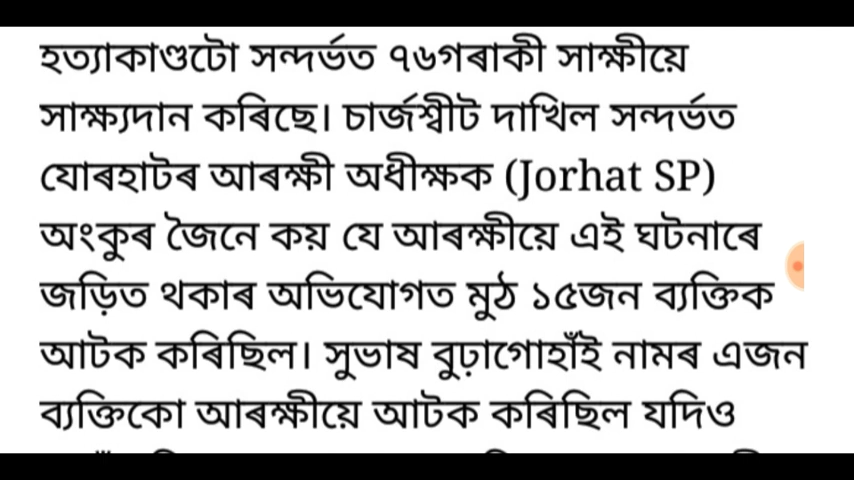 হত্যাকাণ্ডটো সন্দৰ্ভত ৭৬গৰাকী সাক্ষীয়ে
সাক্ষ্যদান কৰিছে। চাৰ্জশ্বীট দাখিল সন্দৰ্ভত
যোৰহাটৰ আৰক্ষী অধীক্ষক (Jorhat SP)
অংকুৰ জৈনে কয় যে আৰক্ষীয়ে এই ঘটনাৰে
জড়িত থকাৰ অভিযোগত মুঠ ১৫জন ব্যক্তিক
আটক কৰিছিল। সুভাষ বুঢ়াগোহাঁই নামৰ এজন
ব্যক্তিকো আৰক্ষীয়ে আটক কৰিছিল যদিও